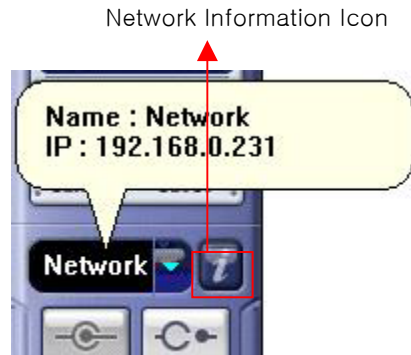 Network Information Icon
Name : Network
IP : 192.168.0.231
Network
i